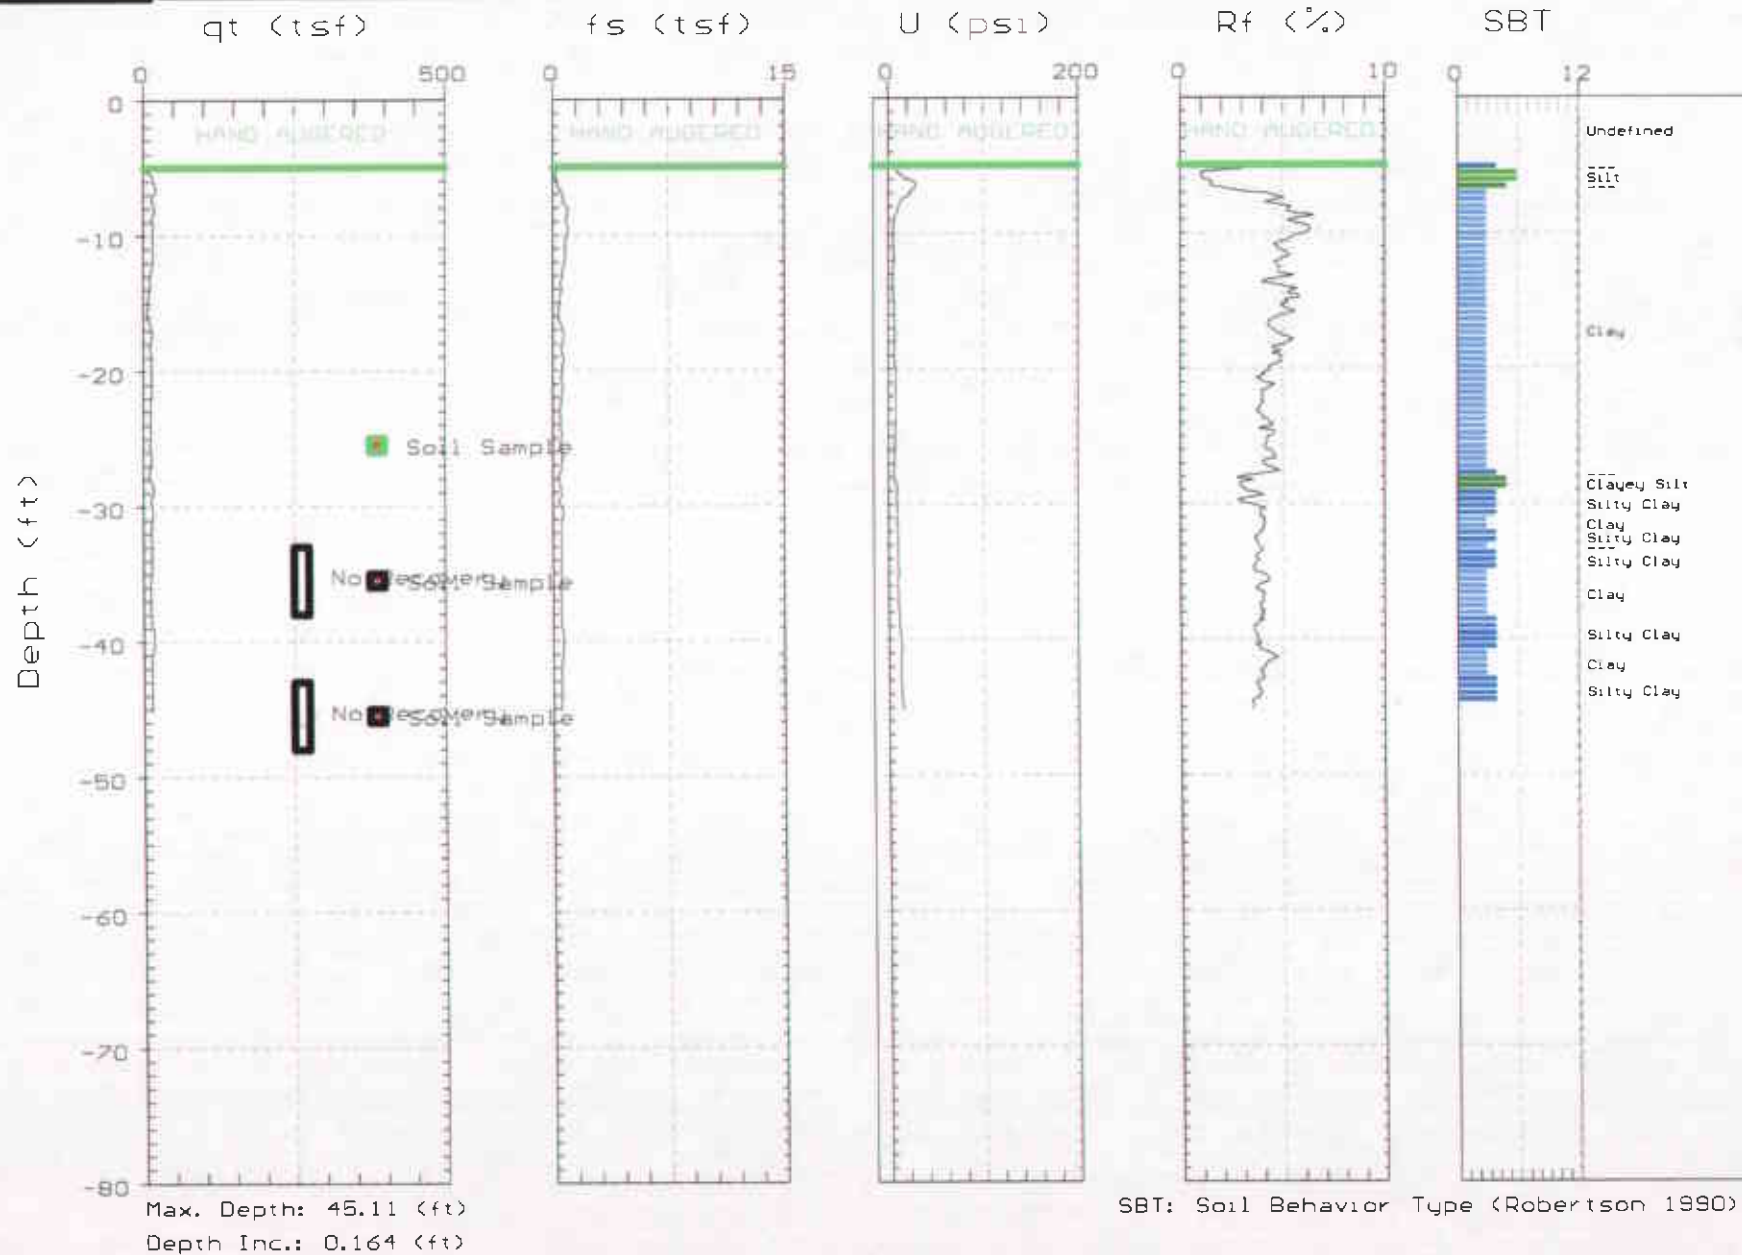 qt (tsf) fs (tsf) U (psi) Rf (%) SBT
0 500 0 15 0 200 0 10 0 12
0
HAND AUGERED HAND AUGERED HAND AUGERED HAND AUGERED
Undefined
---
Silt
---
-10
Clay
-20
Soil Sample
Depth (ft)
---
Clayey Silt
Silty Clay
-30
Clay
Silty Clay
---
Silty Clay
No Recovery Soil Sample
Clay
-40
Silty Clay
Clay
Silty Clay
No Recovery Soil Sample
-50
-60
-70
-80
Max. Depth: 45.11 (ft)
Depth Inc.: 0.164 (ft)
SBT: Soil Behavior Type (Robertson 1990)